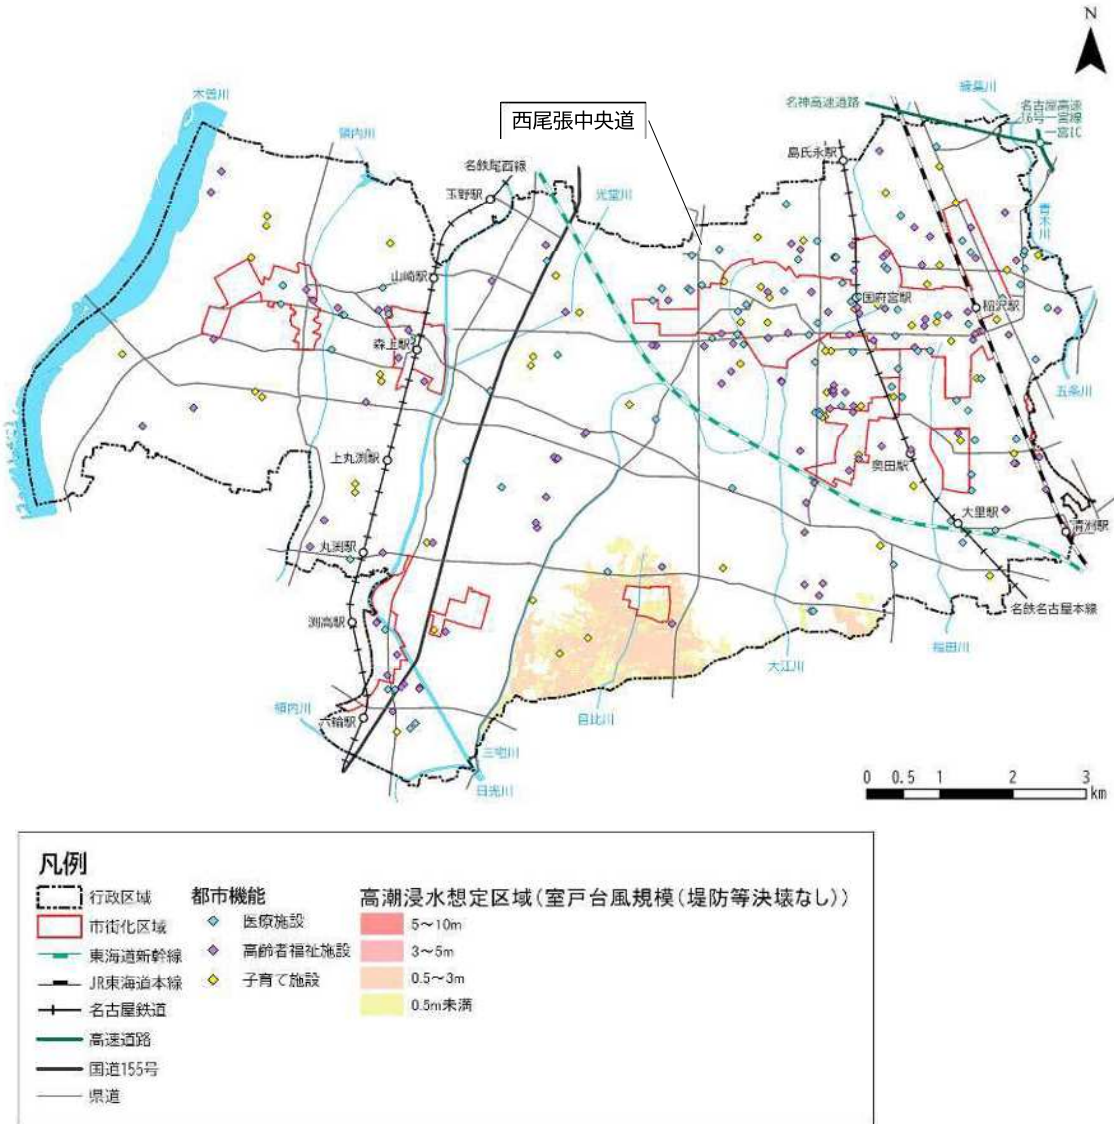 N
木曽川
領内川
西尾張中央道
名神高速道路
縁葉川
名古屋高速
16号一宮線
一宮IC
島氏永駅
名鉄尾西線
玉野駅
光堂川
青木川
山崎駅
国府宮駅
稲沢駅
森上駅
五条川
上丸渕駅
奥田駅
大里駅
清洲駅
丸渕駅
渕高駅
名鉄名古屋本線
福田川
大江川
目比川
領内川
六輪駅
三宅川
日光川
0 0.5 1 2 3
km
凡例
行政区域
市街化区域
東海道新幹線
JR東海道本線
名古屋鉄道
高速道路
国道155号
県道
都市機能
医療施設
高齢者福祉施設
子育て施設
高潮浸水想定区域(室戸台風規模(堤防等決壊なし))
5～10m
3～5m
0.5～3m
0.5m未満